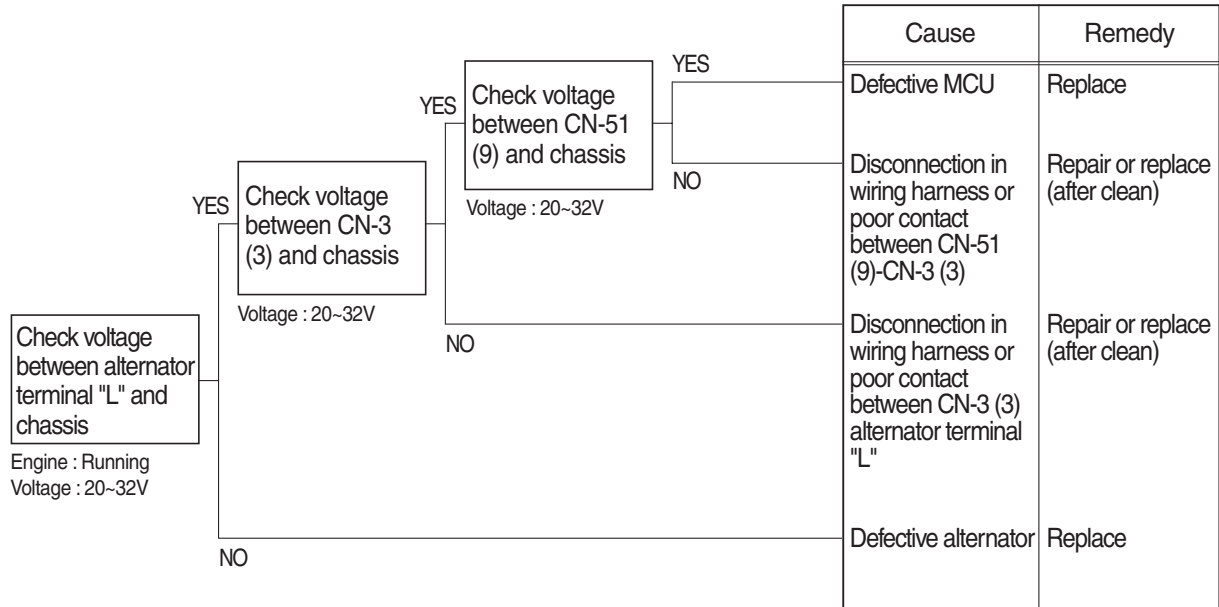 Cause
Remedy
YES
Defective MCU
Replace
YES
Check voltage
between CN-51
(9) and chassis
NO
Voltage : 20~32V
Disconnection in
wiring harness or
poor contact
between CN-51
(9)-CN-3 (3)
Repair or replace
(after clean)
YES
Check voltage
between CN-3
(3) and chassis
Voltage : 20~32V
NO
Disconnection in
wiring harness or
poor contact
between CN-3 (3)
alternator terminal
"L"
Repair or replace
(after clean)
Check voltage
between alternator
terminal "L" and
chassis
Engine : Running
Voltage : 20~32V
NO
Defective alternator
Replace